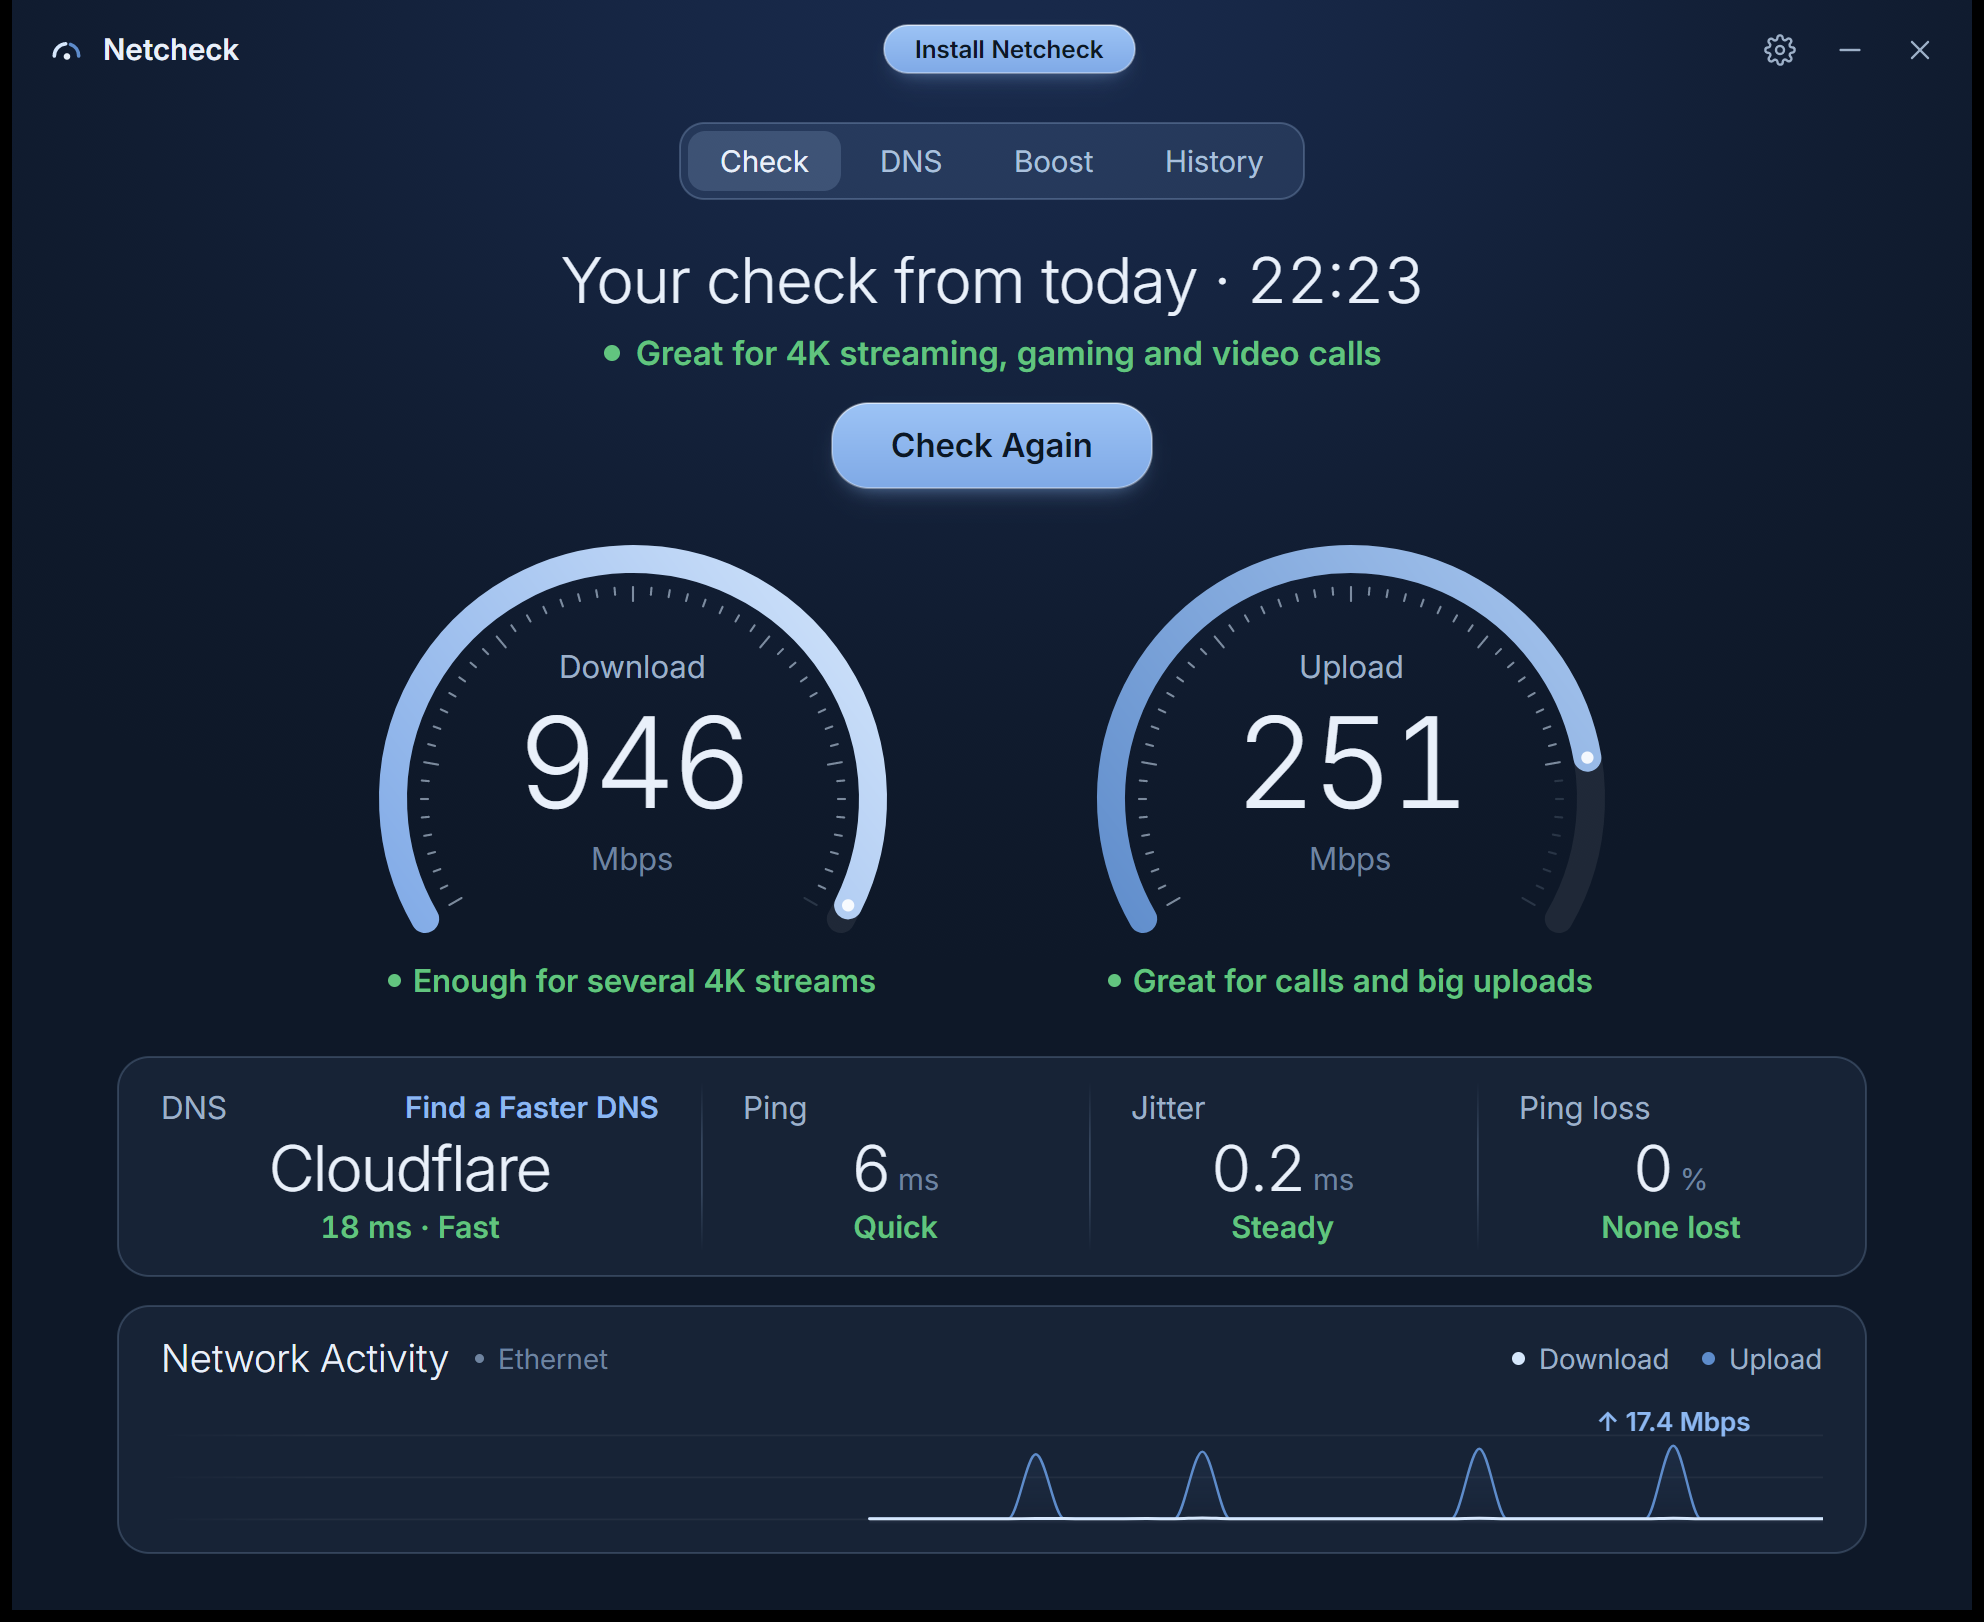 Netcheck
Install Netcheck
Check DNS Boost History
Your check from today · 22:23
Great for 4K streaming, gaming and video calls
Check Again
Download
946
Mbps
Enough for several 4K streams
Upload
251
Mbps
Great for calls and big uploads
DNS Find a Faster DNS
Cloudflare
18 ms · Fast
Ping
6 ms
Quick
Jitter
0.2 ms
Steady
Ping loss
0 %
None lost
Network Activity • Ethernet
Download Upload
↑ 17.4 Mbps